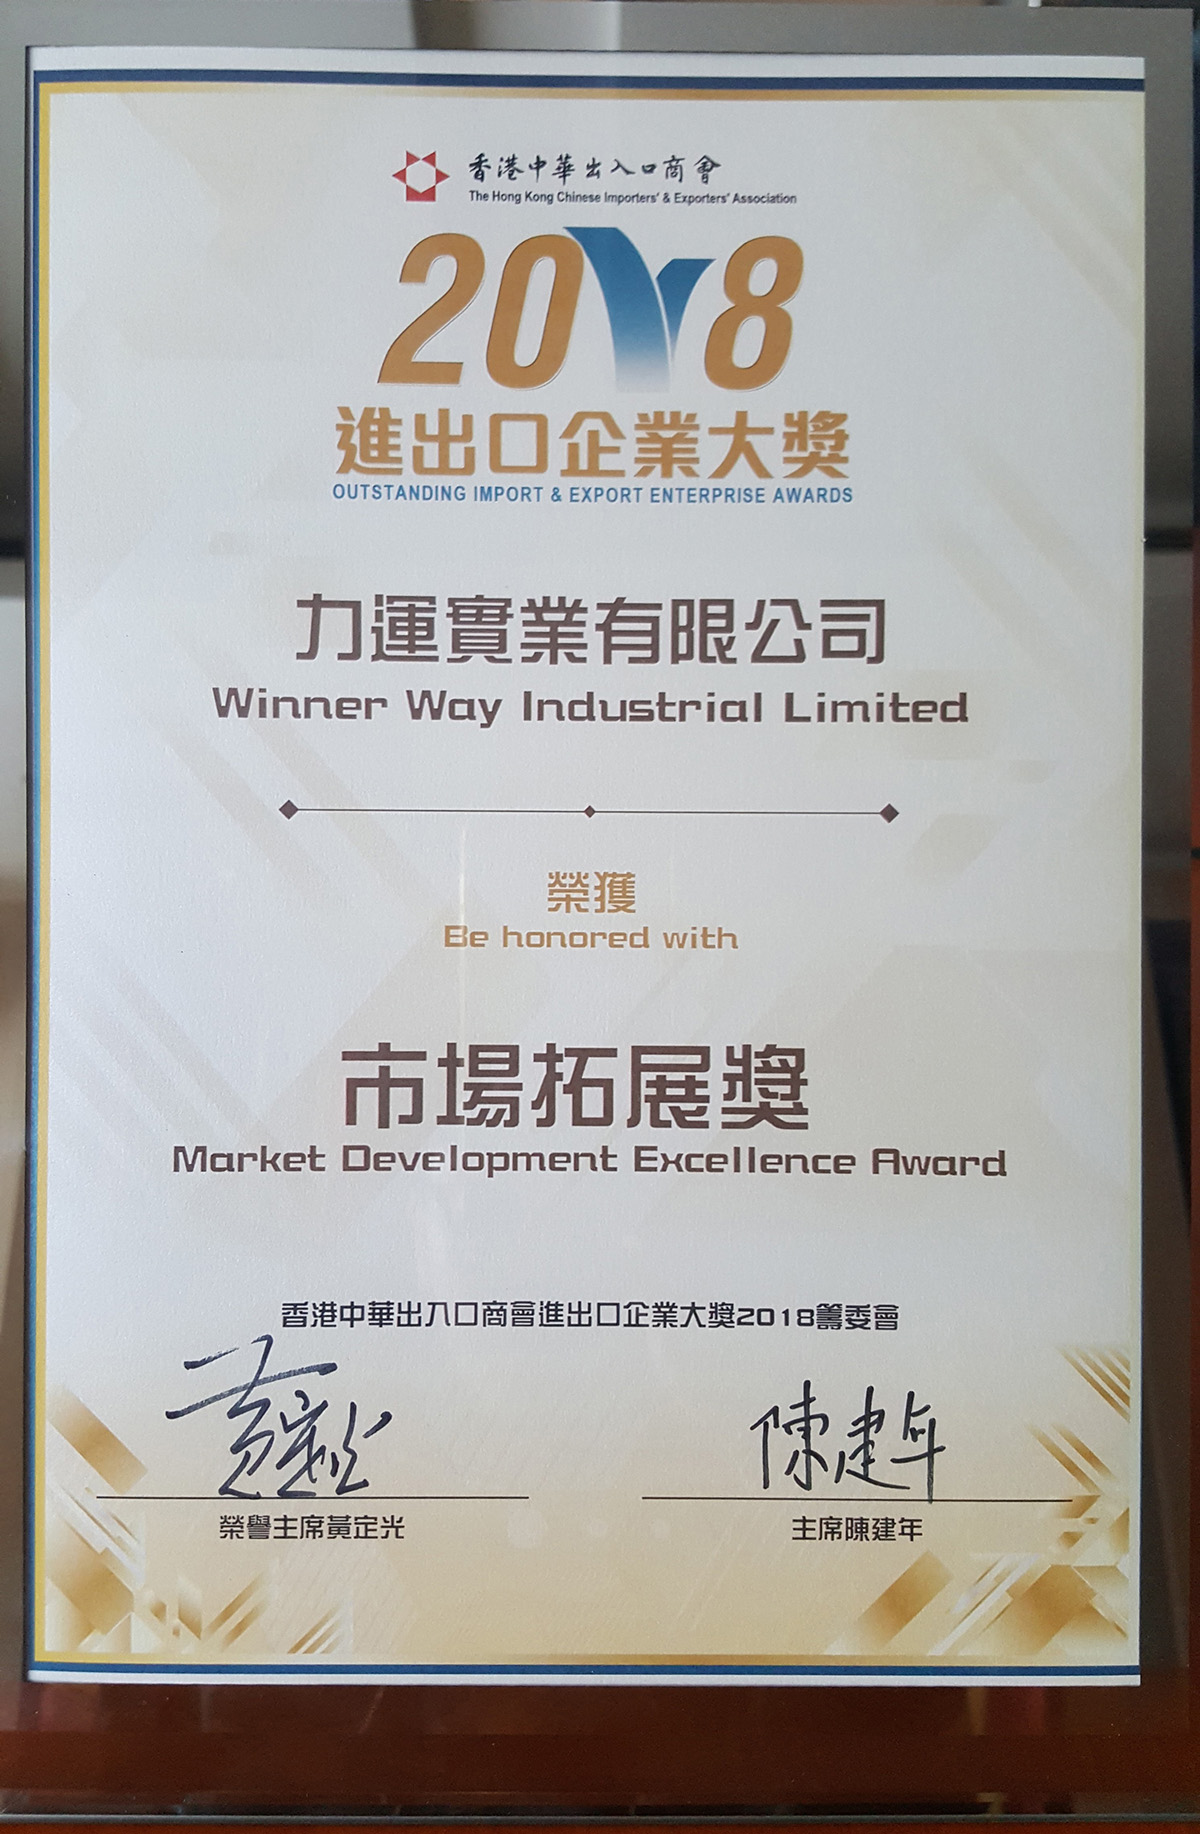 香港中華出入口商會
The Hong Kong Chinese Importers' & Exporters' Association
2018
進出口企業大獎
OUTSTANDING IMPORT & EXPORT ENTERPRISE AWARDS
力運實業有限公司
Winner Way Industrial Limited
榮獲
Be honored with
市場拓展獎
Market Development Excellence Award
香港中華出入口商會進出口企業大獎2018籌委會
黃定光 陳建年
榮譽主席黃定光 主席陳建年